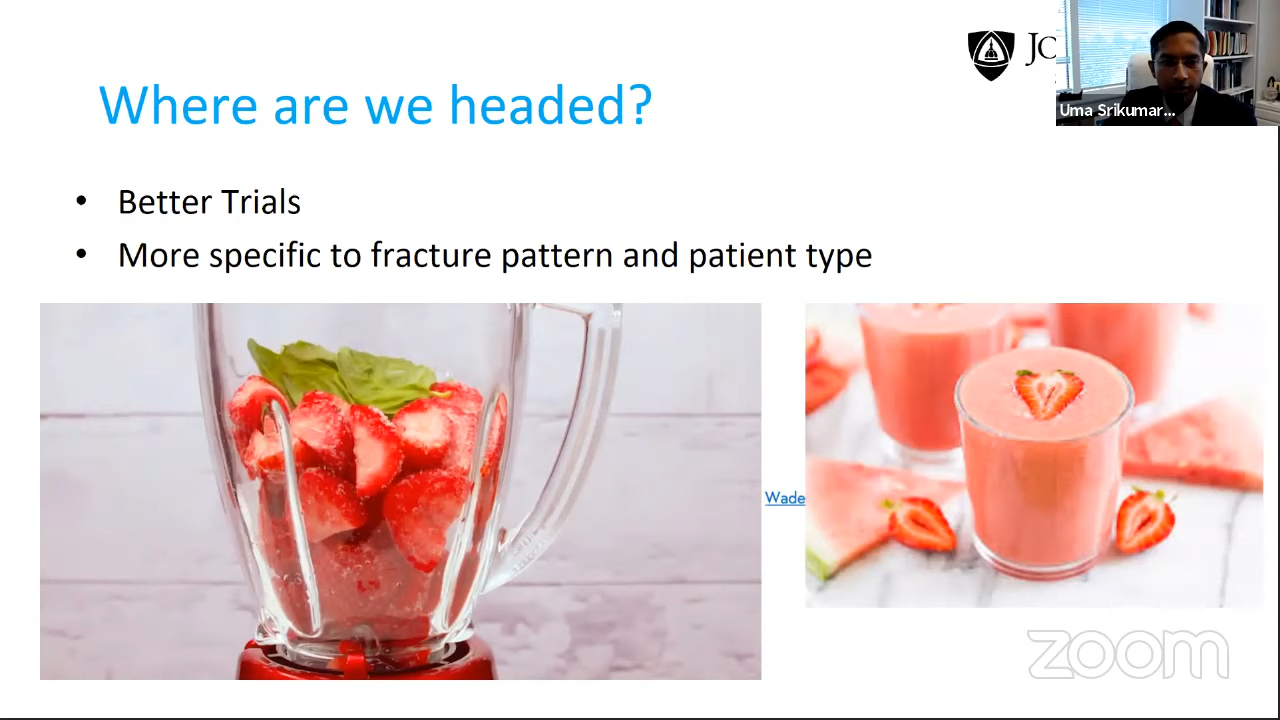 Where are we headed?
• Better Trials
• More specific to fracture pattern and patient type
Uma Srikumar...
Wade
zoom